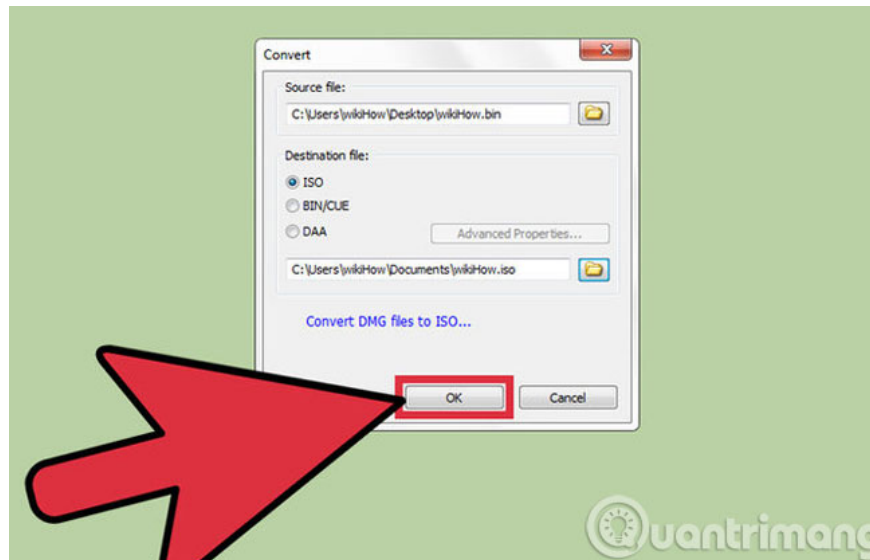 Convert
Source file:
C:\Users\wikiHow\Desktop\wikiHow.bin
Destination file:
ISO
BIN/CUE
DAA
Advanced Properties...
C:\Users\wikiHow\Documents\wikiHow.iso
Convert DMG files to ISO...
OK
Cancel
Quantrimang